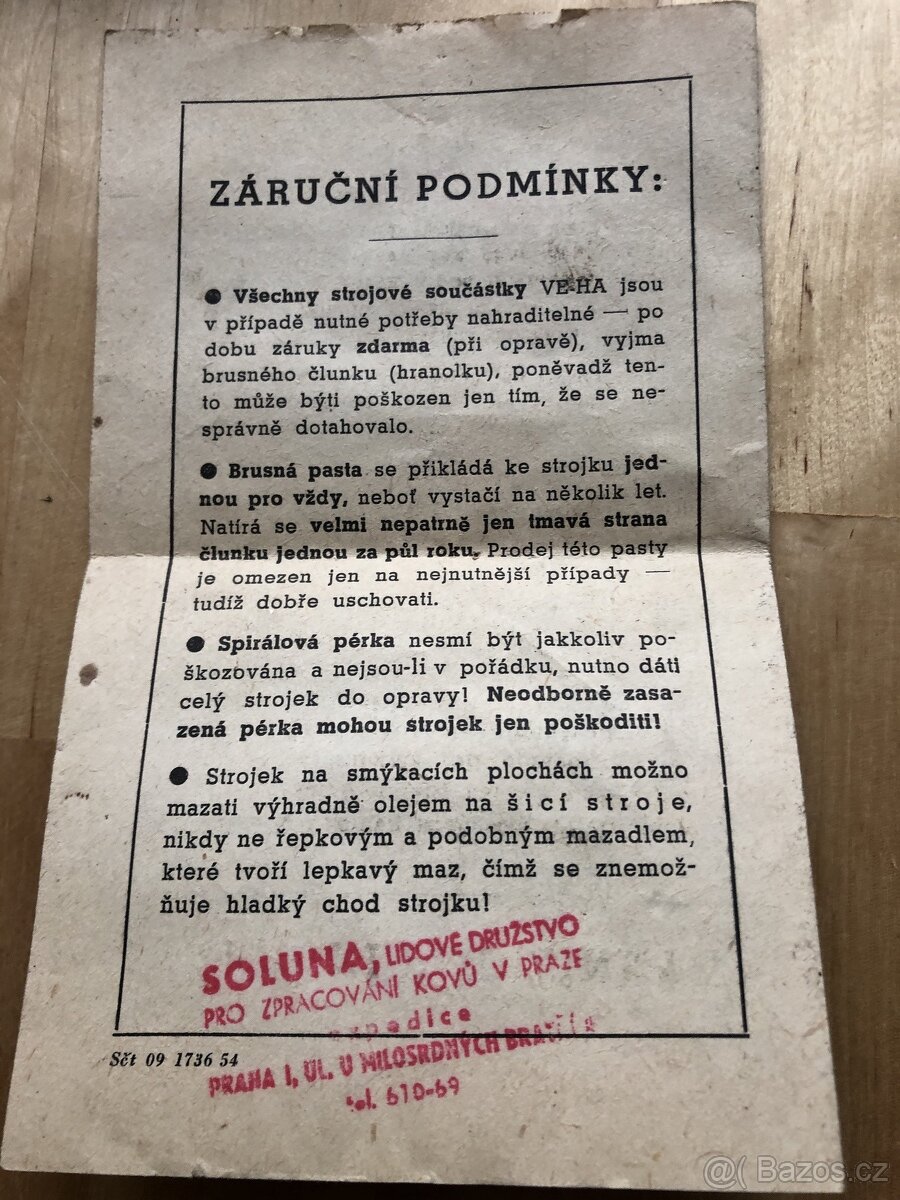 ZÁRUČNÍ PODMÍNKY:
● Všechny strojové součástky VE-HA jsou
v případě nutné potřeby nahraditelné — po
dobu záruky zdarma (při opravě), vyjma
brusného člunku (hranolku), poněvadž ten-
to může býti poškozen jen tím, že se ne-
správně dotahovalo.
● Brusná pasta se přikládá ke strojku jed-
nou pro vždy, neboť vystačí na několik let.
Natírá se velmi nepatrně jen tmavá strana
člunku jednou za půl roku. Prodej této pasty
je omezen jen na nejnutnější případy —
tudíž dobře uschovati.
● Spirálová pérka nesmí být jakkoliv po-
škozována a nejsou-li v pořádku, nutno dáti
celý strojek do opravy! Neodborně zasa-
zená pérka mohou strojek jen poškoditi!
● Strojek na smýkacích plochách možno
mazati výhradně olejem na šicí stroje,
nikdy ne řepkovým a podobným mazadlem,
které tvoří lepkavý maz, čímž se znemož-
ňuje hladký chod strojku!
SOLUNA, LIDOVÉ DRUŽSTVO
PRO ZPRACOVÁNÍ KOVŮ V PRAZE
expedice
Sčt 09 1736 54
PRAHA I, UL. U MILOSRDNÝCH BRATŘÍ
tel. 610-69
@( Bazos.cz